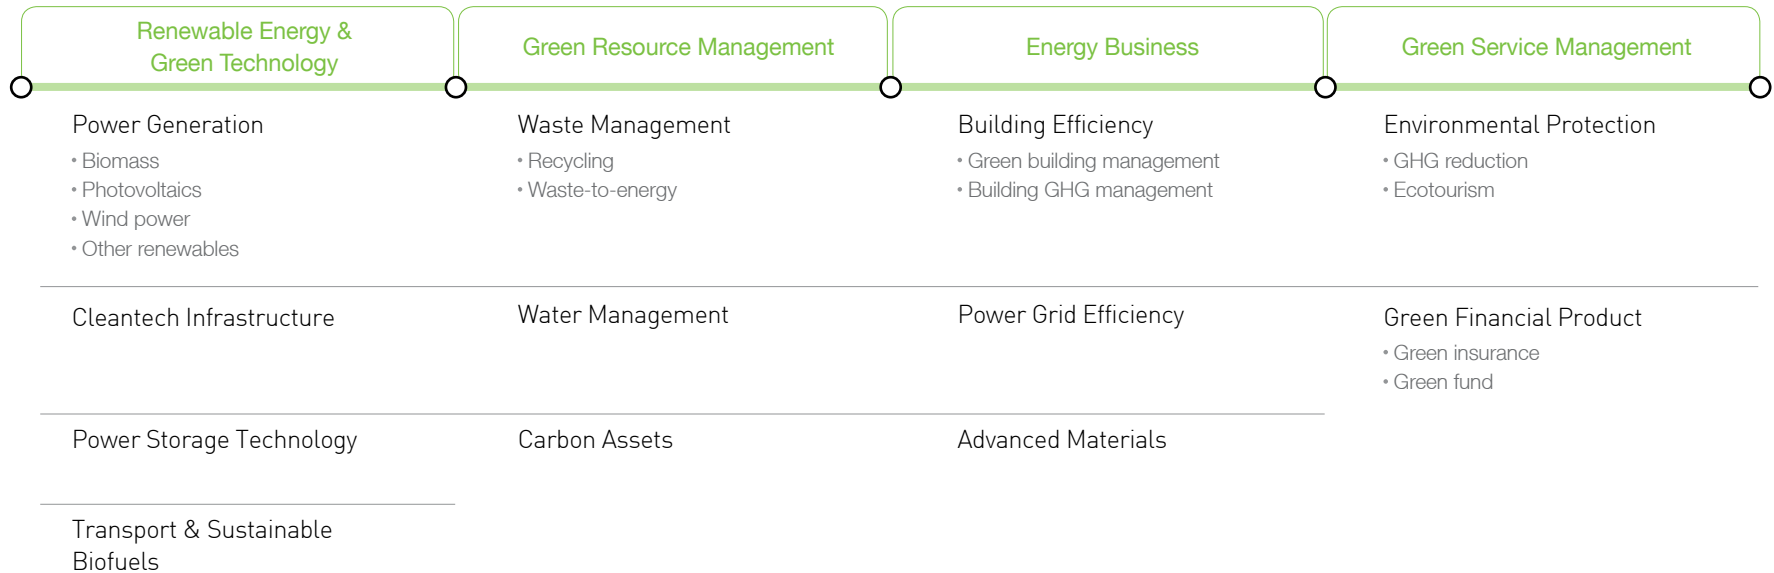 Renewable Energy &
Green Technology
Green Resource Management
Energy Business
Green Service Management
Power Generation
• Biomass
• Photovoltaics
• Wind power
• Other renewables
Waste Management
• Recycling
• Waste-to-energy
Building Efficiency
• Green building management
• Building GHG management
Environmental Protection
• GHG reduction
• Ecotourism
Cleantech Infrastructure
Water Management
Power Grid Efficiency
Green Financial Product
• Green insurance
• Green fund
Power Storage Technology
Carbon Assets
Advanced Materials
Transport & Sustainable
Biofuels